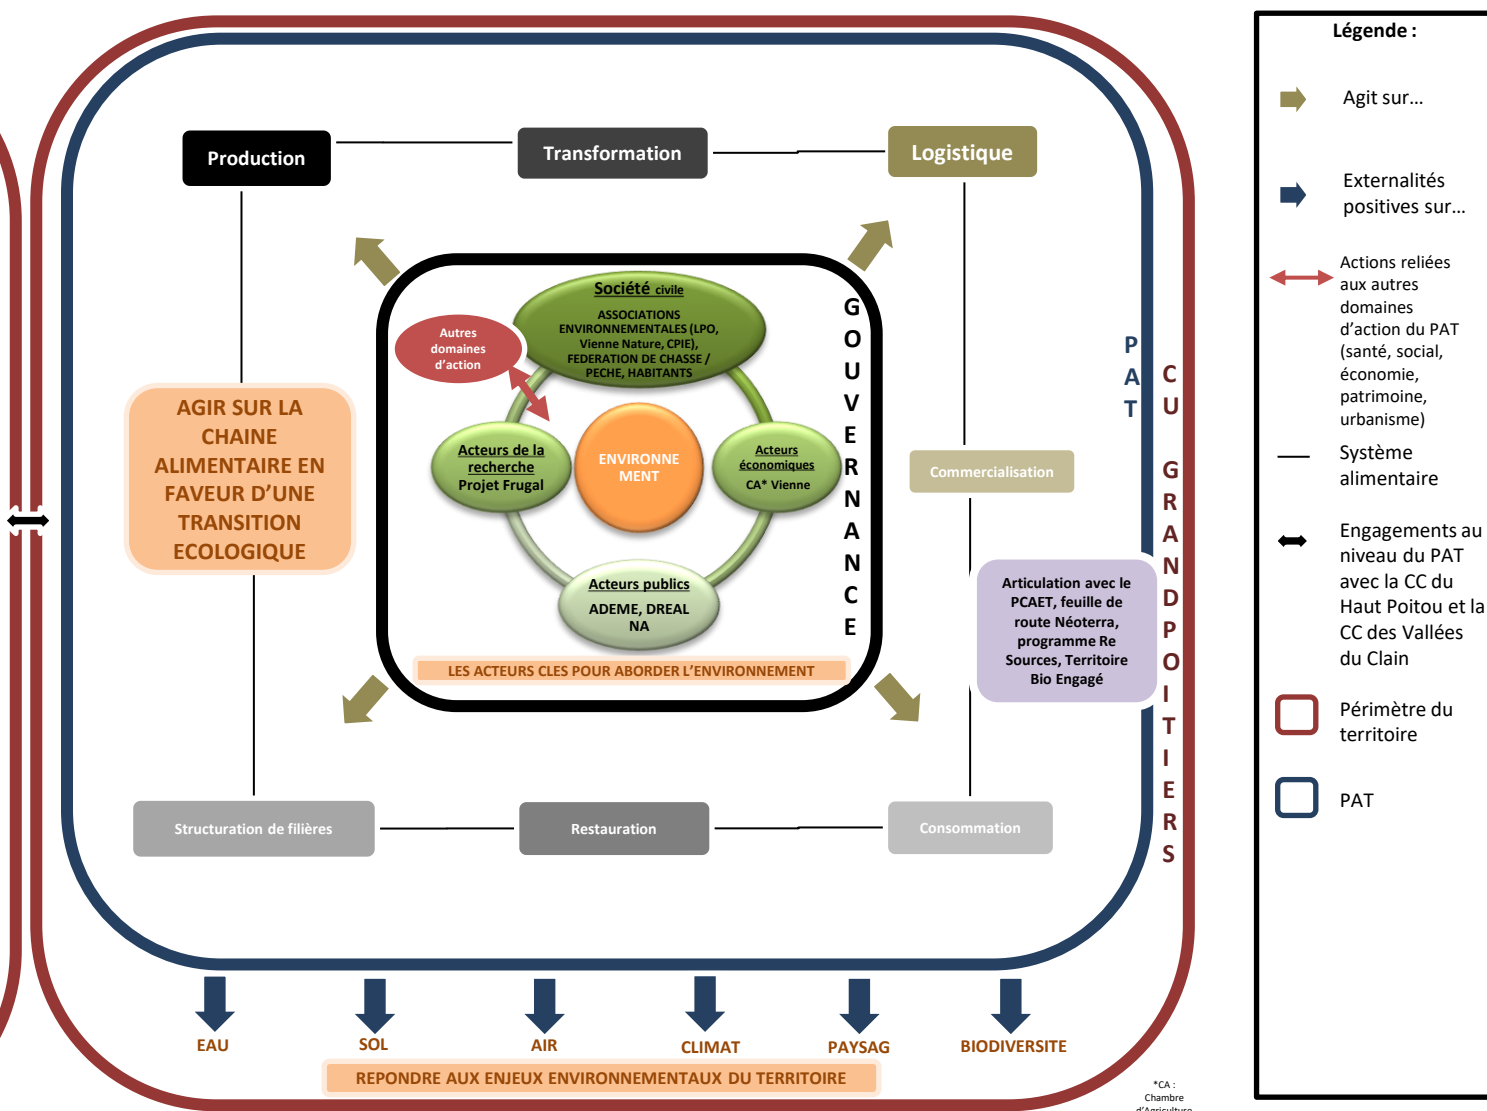 Production
Transformation
Logistique
Société civile
ASSOCIATIONS
ENVIRONNEMENTALES (LPO,
Vienne Nature, CPIE),
FEDERATION DE CHASSE /
PECHE, HABITANTS
Autres
domaines
d'action
GOUVERNANCE
AGIR SUR LA
CHAINE
ALIMENTAIRE EN
FAVEUR D'UNE
TRANSITION
ECOLOGIQUE
Acteurs de la
recherche
Projet Frugal
ENVIRONNE
MENT
Acteurs
économiques
CA* Vienne
Commercialisation
Acteurs publics
ADEME, DREAL
NA
LES ACTEURS CLES POUR ABORDER L'ENVIRONNEMENT
Articulation avec le
PCAET, feuille de
route Néoterra,
programme Re
Sources, Territoire
Bio Engagé
PAT
CU GRAND POITIERS
Structuration de filières
Restauration
Consommation
EAU
SOL
AIR
CLIMAT
PAYSAG
BIODIVERSITE
REPONDRE AUX ENJEUX ENVIRONNEMENTAUX DU TERRITOIRE
*CA :
Chambre
d'Agriculture
Légende :
Agit sur...
Externalités
positives sur...
Actions reliées
aux autres
domaines
d'action du PAT
(santé, social,
économie,
patrimoine,
urbanisme)
Système
alimentaire
Engagements au
niveau du PAT
avec la CC du
Haut Poitou et la
CC des Vallées
du Clain
Périmètre du
territoire
PAT